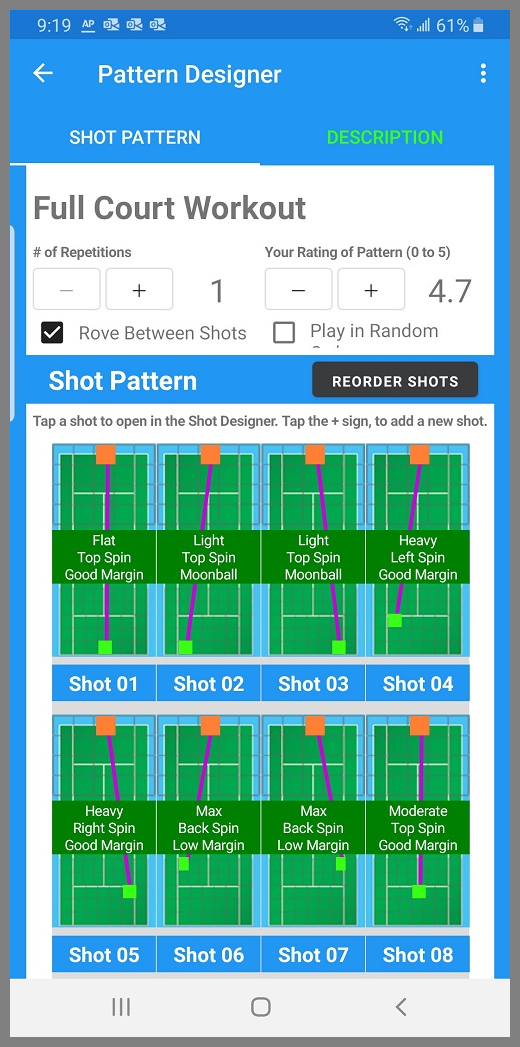 9:19 AP 61%
Pattern Designer
SHOT PATTERN DESCRIPTION
Full Court Workout
# of Repetitions Your Rating of Pattern (0 to 5)
− + 1 − + 4.7
Rove Between Shots Play in Random
Shot Pattern REORDER SHOTS
Tap a shot to open in the Shot Designer. Tap the + sign, to add a new shot.
Flat
Top Spin
Good Margin
Light
Top Spin
Moonball
Light
Top Spin
Moonball
Heavy
Left Spin
Good Margin
Shot 01 Shot 02 Shot 03 Shot 04
Heavy
Right Spin
Good Margin
Max
Back Spin
Low Margin
Max
Back Spin
Low Margin
Moderate
Top Spin
Good Margin
Shot 05 Shot 06 Shot 07 Shot 08